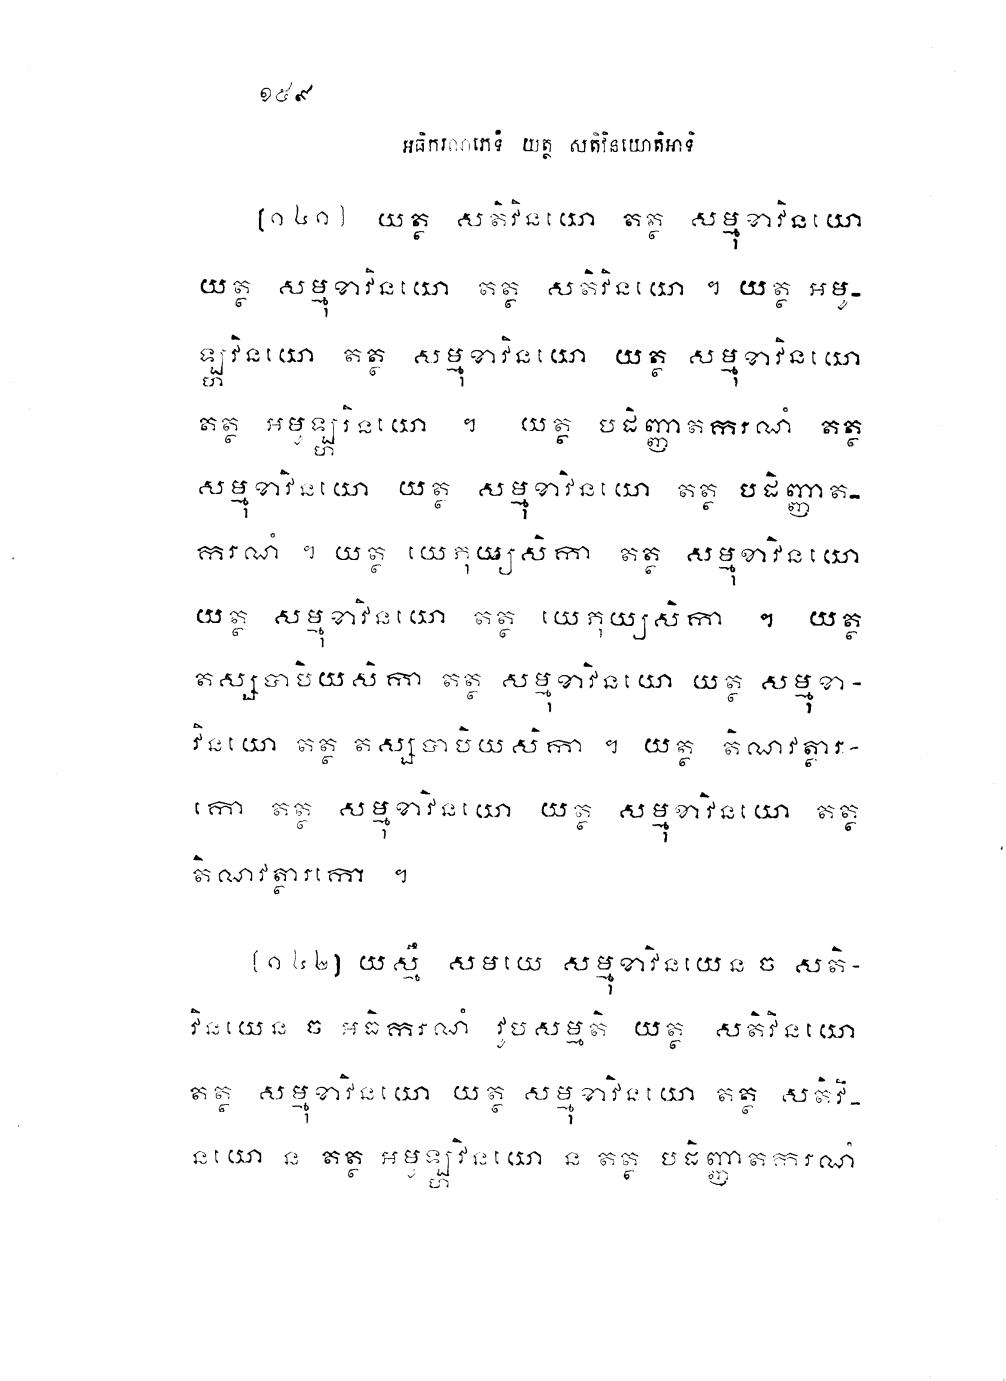 ១៥៩
អធិករណភេទំ យត្ថ សតិវិនយោតិអាទិ
[១៤១] យត្ថ សតិវិនយោ តត្ថ សម្មុខាវិនយោ
យត្ថ សម្មុខាវិនយោ តត្ថ សតិវិនយោ ។ យត្ថ អមូ-
ឡ្ហវិនយោ តត្ថ សម្មុខាវិនយោ យត្ថ សម្មុខាវិនយោ
តត្ថ អមូឡ្ហវិនយោ ។ យត្ថ បដិញ្ញាតករណំ តត្ថ
សម្មុខាវិនយោ យត្ថ សម្មុខាវិនយោ តត្ថ បដិញ្ញាត-
ករណំ ។ យត្ថ យេភុយ្យសិកា តត្ថ សម្មុខាវិនយោ
យត្ថ សម្មុខាវិនយោ តត្ថ យេភុយ្យសិកា ។ យត្ថ
តស្សបាបិយសិកា តត្ថ សម្មុខាវិនយោ យត្ថ សម្មុខា-
វិនយោ តត្ថ តស្សបាបិយសិកា ។ យត្ថ តិណវត្ថារ-
កោ តត្ថ សម្មុខាវិនយោ យត្ថ សម្មុខាវិនយោ តត្ថ
តិណវត្ថារកោ ។
[១៤២] យស្មឹ សមយេ សម្មុខាវិនយេន ច សតិ-
វិនយេន ច អធិករណំ វូបសម្មតិ យត្ថ សតិវិនយោ
តត្ថ សម្មុខាវិនយោ យត្ថ សម្មុខាវិនយោ តត្ថ សតិវិ-
នយោ ន តត្ថ អមូឡ្ហវិនយោ ន តត្ថ បដិញ្ញាតករណំ